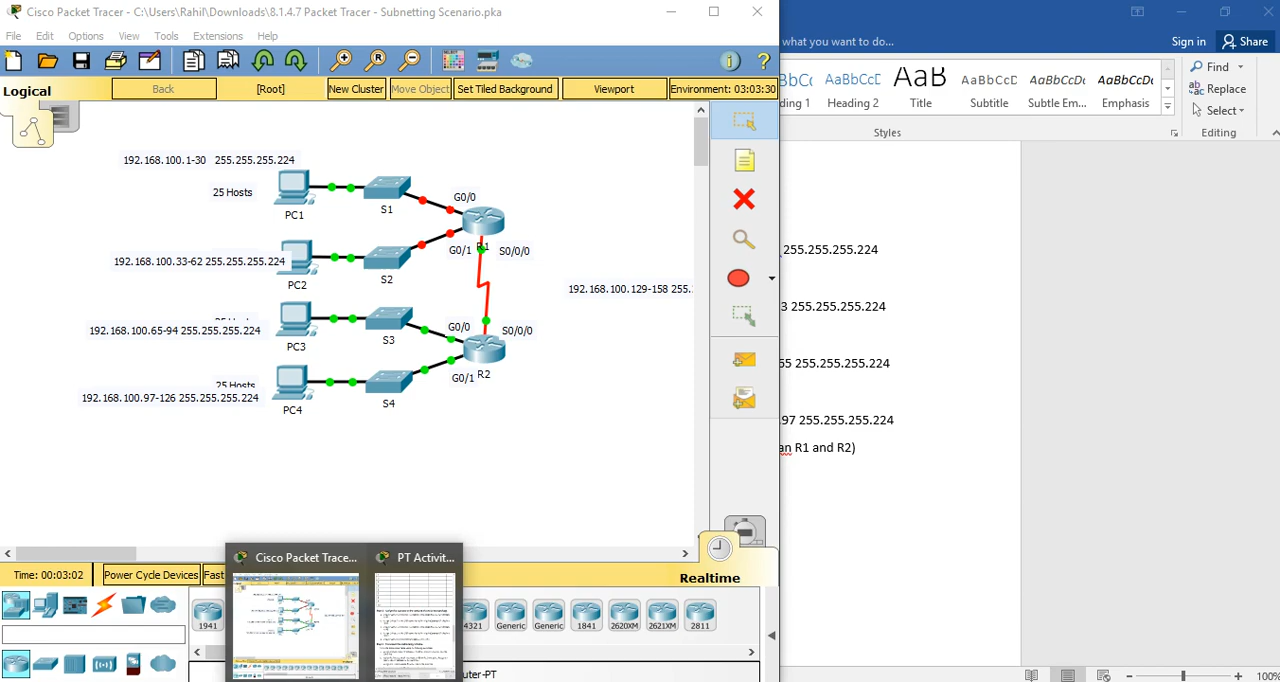 Cisco Packet Tracer - C:\Users\Rahil\Downloads\8.1.4.7 Packet Tracer - Subnetting Scenario.pka
File Edit Options View Tools Extensions Help
Logical
Back
[Root]
New Cluster
Move Object
Set Tiled Background
Viewport
Environment: 03:03:30
192.168.100.1-30 255.255.255.224
25 Hosts
PC1
S1
G0/0
192.168.100.33-62 255.255.255.224
PC2
S2
G0/1
R1
S0/0/0
192.168.100.129-158 255.
192.168.100.65-94 255.255.255.224
PC3
S3
G0/0
S0/0/0
25 Hosts
192.168.100.97-126 255.255.255.224
PC4
S4
G0/1
R2
Cisco Packet Trace...
PT Activit...
Time: 00:03:02
Power Cycle Devices
Fast
Realtime
1941
4321
Generic
Generic
1841
2620XM
2621XM
2811
uter-PT
what you want to do...
Sign in
Share
Heading 2
Title
Subtitle
Subtle Em...
Emphasis
AaBbCcD
AaB
AaBbCcD
AaBbCcDc
AaBbCcDc
Find
Replace
Select
Styles
Editing
255.255.255.224
3 255.255.255.224
55 255.255.255.224
.97 255.255.255.224
an R1 and R2)
100%